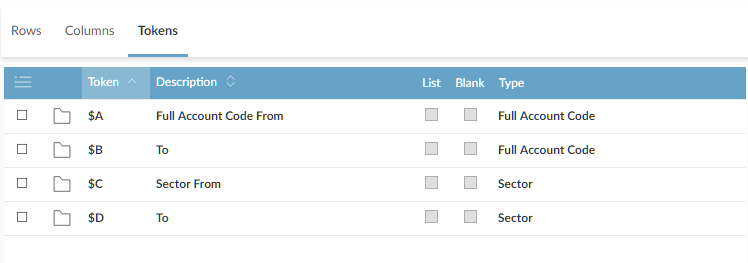 Rows Columns Tokens
Token Description List Blank Type
$A Full Account Code From Full Account Code
$B To Full Account Code
$C Sector From Sector
$D To Sector